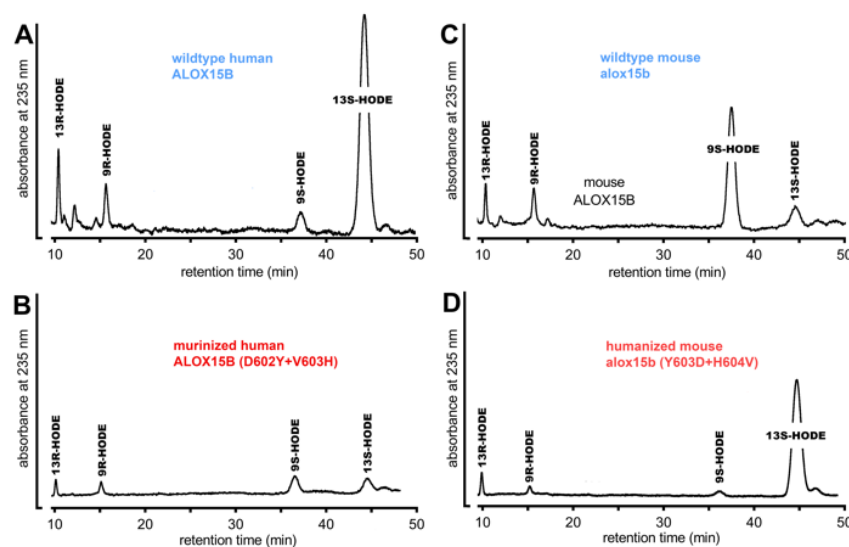 A
absorbance at 235 nm
wildtype human
ALOX15B
13R-HODE
9R-HODE
9S-HODE
13S-HODE
10 20 30 40 50
retention time (min)
C
absorbance at 235 nm
wildtype mouse
alox15b
13R-HODE
9R-HODE
mouse
ALOX15B
9S-HODE
13S-HODE
10 20 30 40 50
retention time (min)
B
absorbance at 235 nm
murinized human
ALOX15B (D602Y+V603H)
13R-HODE
9R-HODE
9S-HODE
13S-HODE
10 20 30 40 50
retention time (min)
D
absorbance at 235 nm
humanized mouse
alox15b (Y603D+H604V)
13R-HODE
9R-HODE
9S-HODE
13S-HODE
10 20 30 40 50
retention time (min)